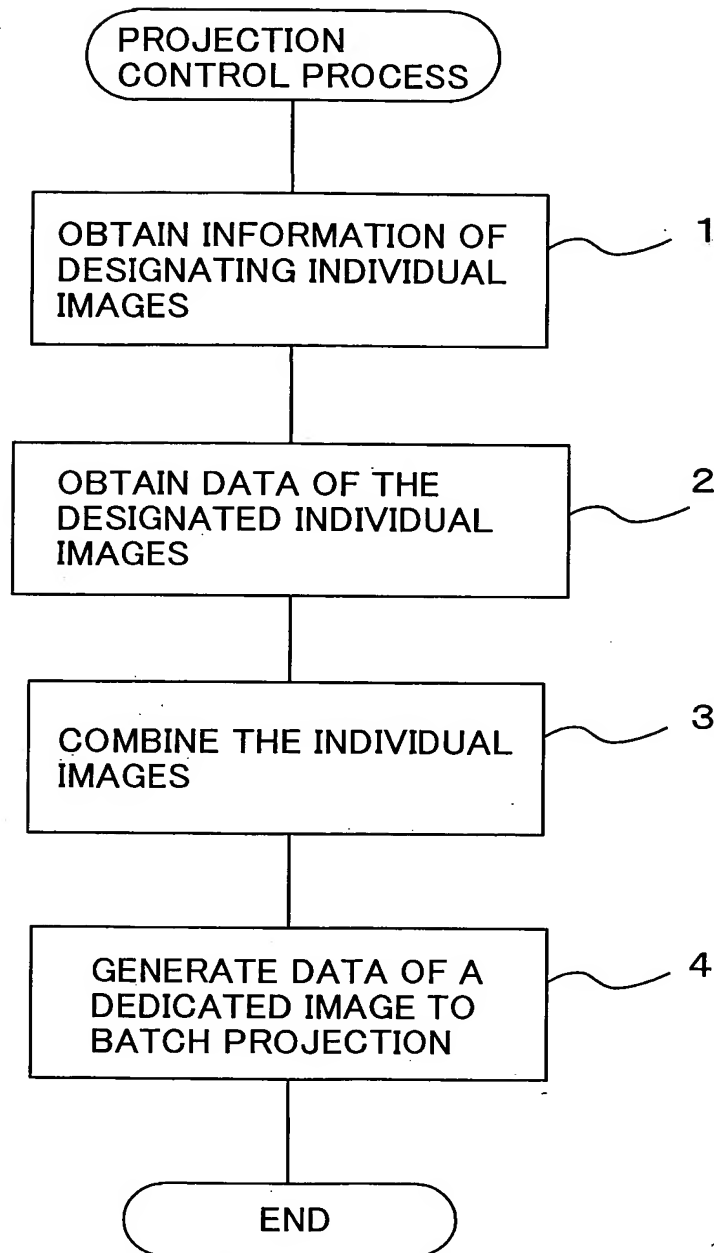 PROJECTION
CONTROL PROCESS
OBTAIN INFORMATION OF
DESIGNATING INDIVIDUAL
IMAGES
1
OBTAIN DATA OF THE
DESIGNATED INDIVIDUAL
IMAGES
2
COMBINE THE INDIVIDUAL
IMAGES
3
GENERATE DATA OF A
DEDICATED IMAGE TO
BATCH PROJECTION
4
END